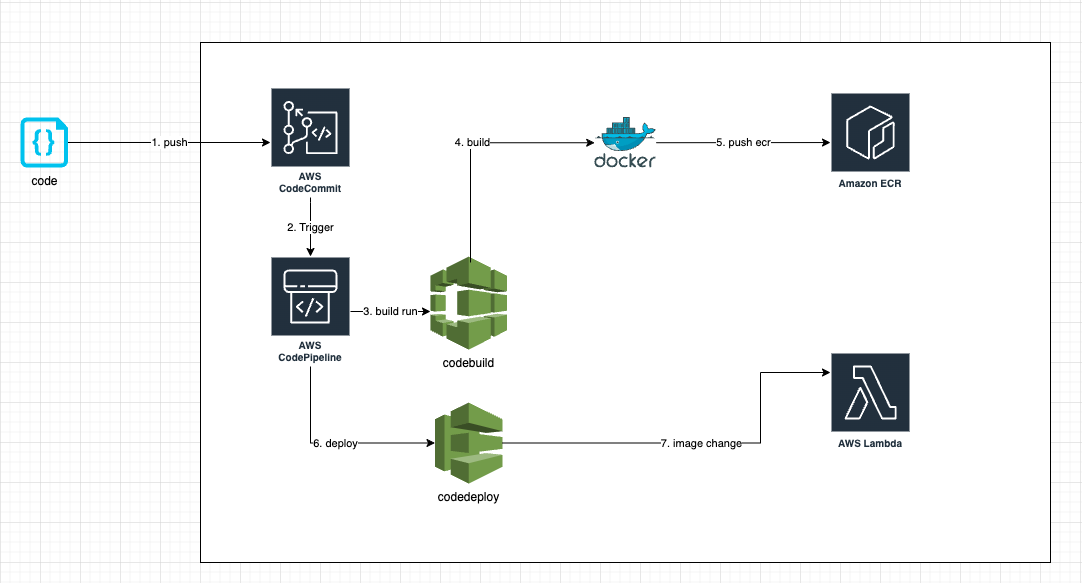 code
1. push
AWS
CodeCommit
2. Trigger
AWS
CodePipeline
3. build run
codebuild
4. build
docker
5. push ecr
Amazon ECR
6. deploy
codedeploy
7. image change
AWS Lambda